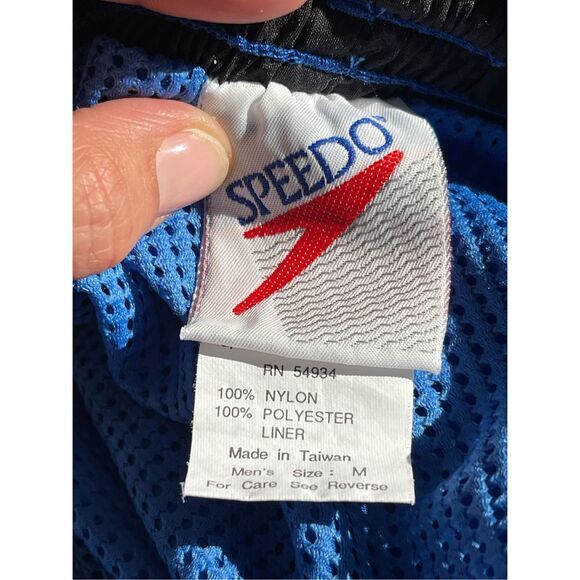 SPEEDO
RN 54934
100% NYLON
100% POLYESTER
LINER
Made in Taiwan
Men's Size: M
For Care See Reverse